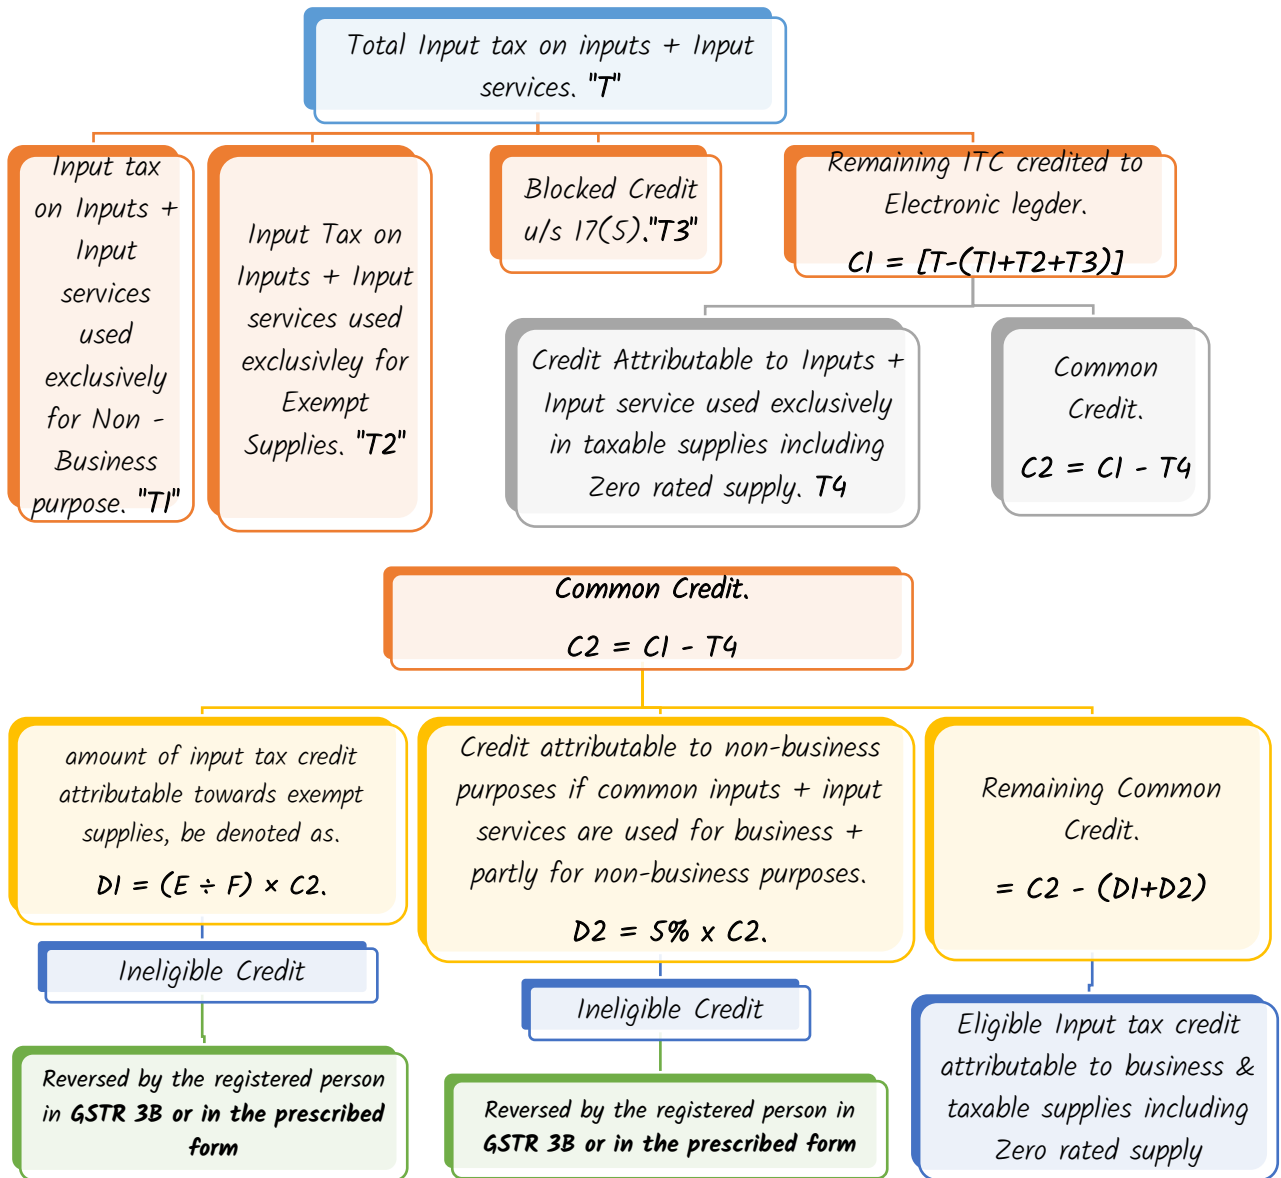 Total Input tax on inputs + Input
services. "T"
Input tax
on Inputs +
Input
services
used
exclusively
for Non -
Business
purpose. "T1"
Input Tax on
Inputs + Input
services used
exclusivley for
Exempt
Supplies. "T2"
Blocked Credit
u/s 17(5)."T3"
Remaining ITC credited to
Electronic legder.
C1 = [T-(T1+T2+T3)]
Credit Attributable to Inputs +
Input service used exclusively
in taxable supplies including
Zero rated supply. T4
Common
Credit.
C2 = C1 - T4
Common Credit.
C2 = C1 - T4
amount of input tax credit
attributable towards exempt
supplies, be denoted as.
D1 = (E ÷ F) × C2.
Ineligible Credit
Reversed by the registered person
in GSTR 3B or in the prescribed
form
Credit attributable to non-business
purposes if common inputs + input
services are used for business +
partly for non-business purposes.
D2 = 5% x C2.
Ineligible Credit
Reversed by the registered person in
GSTR 3B or in the prescribed form
Remaining Common
Credit.
= C2 - (D1+D2)
Eligible Input tax credit
attributable to business &
taxable supplies including
Zero rated supply